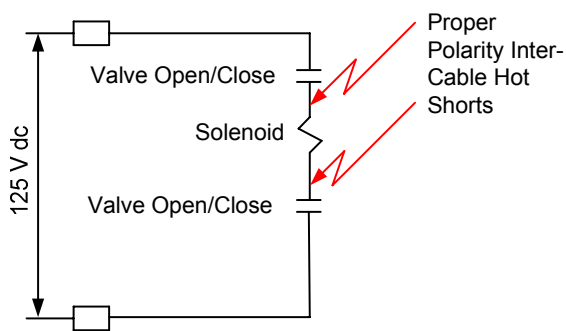 Proper
Polarity Inter-
Cable Hot
Shorts
Valve Open/Close
Solenoid
Valve Open/Close
125 V dc